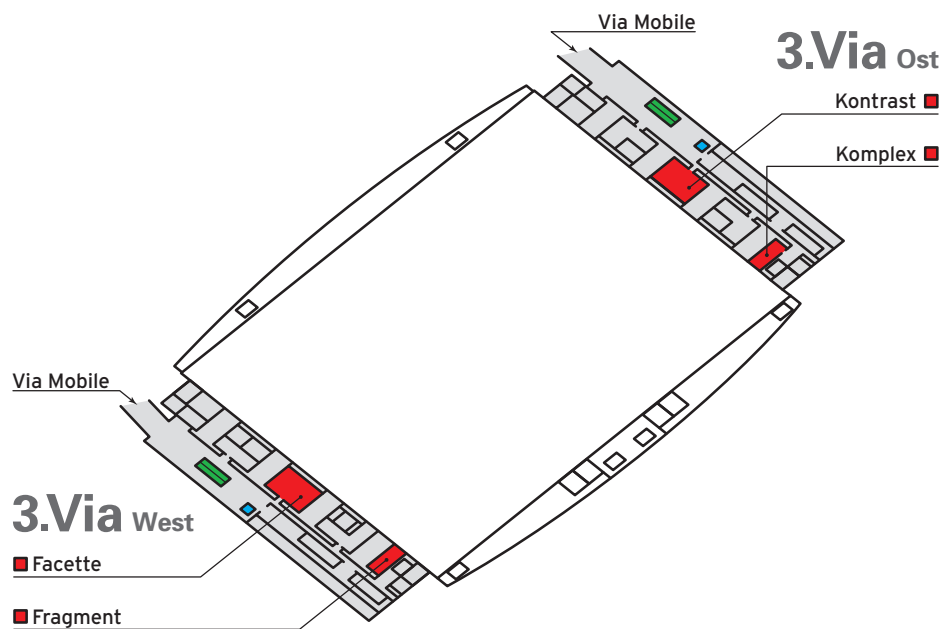 Via Mobile
3.Via Ost
Kontrast
Komplex
Via Mobile
3.Via West
Facette
Fragment